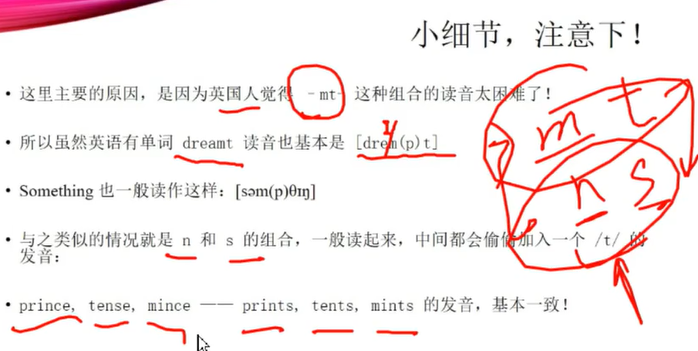 小细节，注意下！
• 这里主要的原因，是因为英国人觉得 -mt- 这种组合的读音太困难了！
• 所以虽然英语有单词 dreamt 读音也基本是 [drem(p)t]
• Something 也一般读作这样：[səm(p)θɪŋ]
• 与之类似的情况就是 n 和 s 的组合，一般读起来，中间都会偷偷加入一个 /t/ 的
发音：
• prince, tense, mince —— prints, tents, mints 的发音，基本一致！
m t
n s